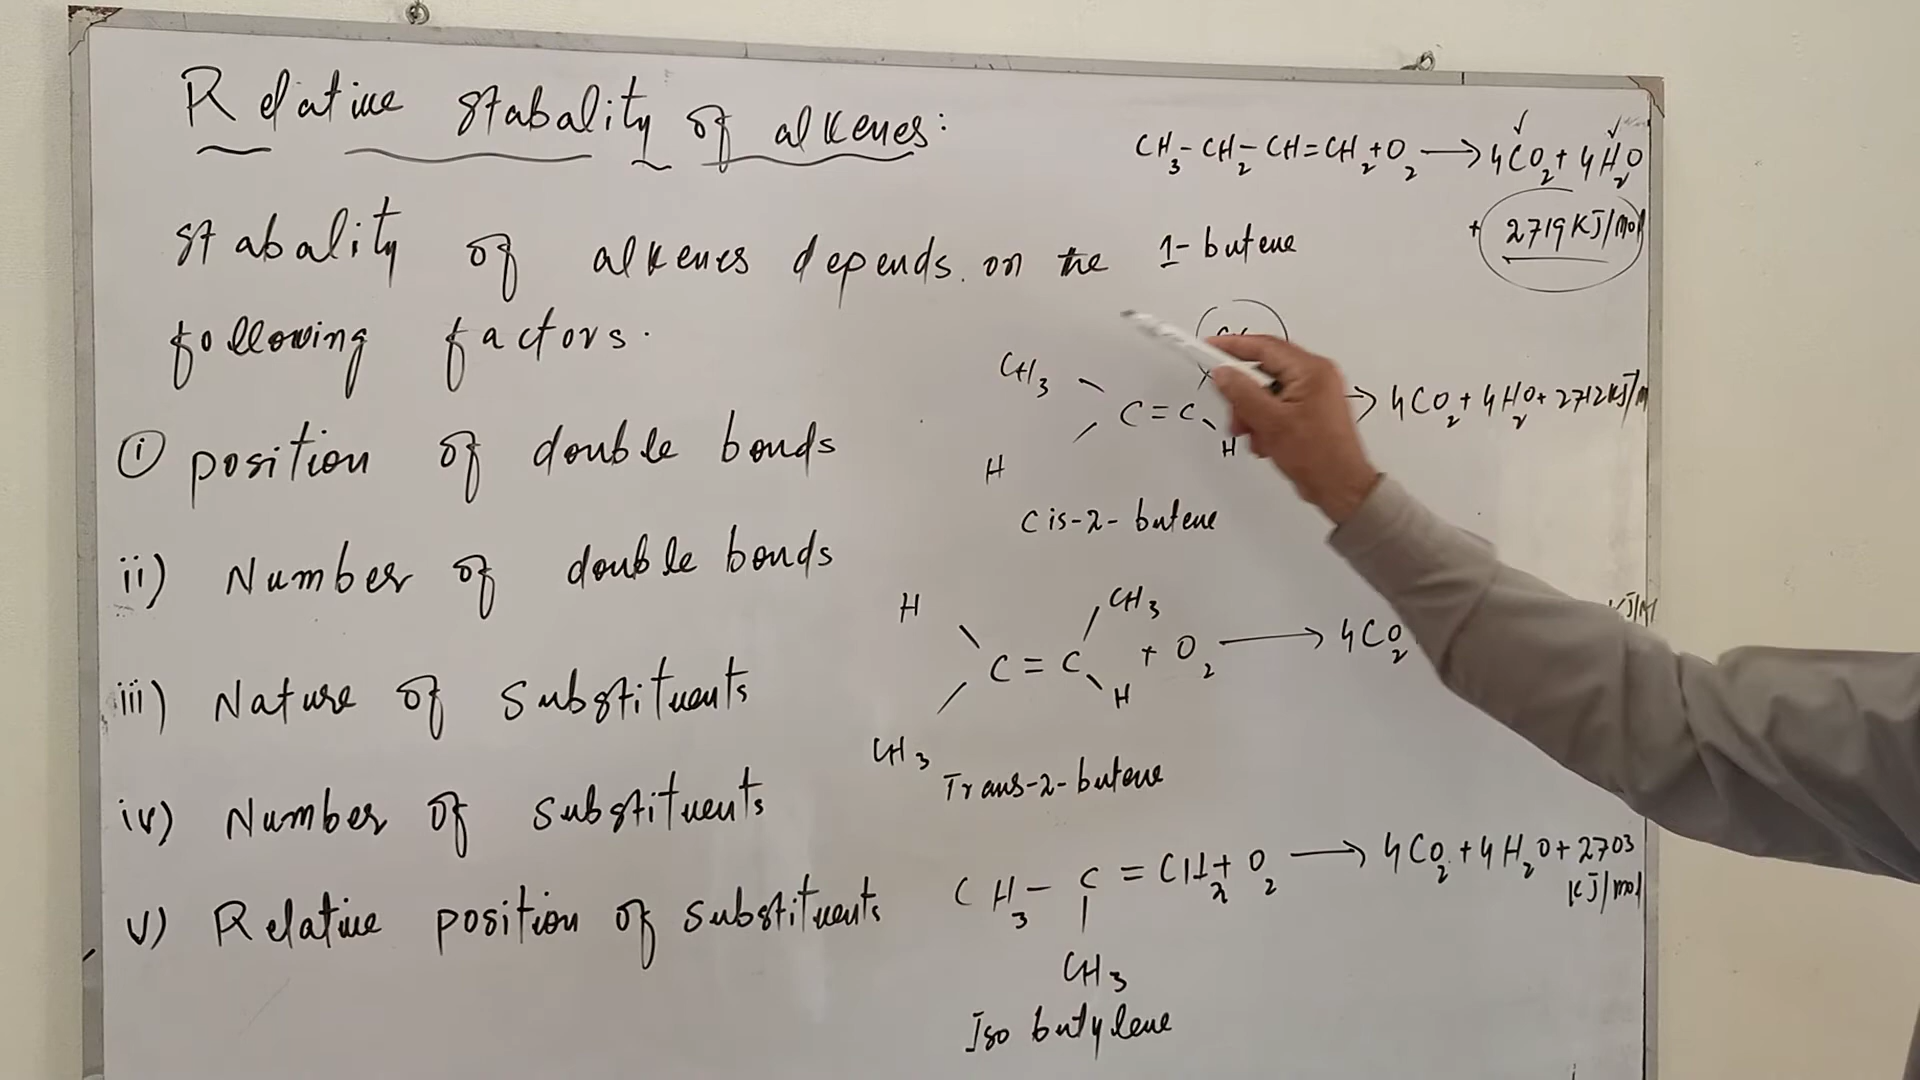 Relative stabality of alkenes:
stabality of alkenes depends on the
following factors.
i position of double bonds
ii) Number of double bonds
iii) Nature of substituents
iv) Number of substituents
v) Relative position of substituents
CH₃-CH₂-CH=CH₂+O₂ → 4CO₂+4H₂O
+ 2719KJ/mol
1-butene
CH₃
C=C → 4CO₂+4H₂O+2712KJ/m
H H
Cis-2-butene
H CH₃
C=C + O₂ → 4CO₂ KJ/m
H
CH₃
Trans-2-butene
CH₃-C=CH₂+O₂ → 4CO₂+4H₂O+2703
KJ/mol
CH₃
Iso butylene